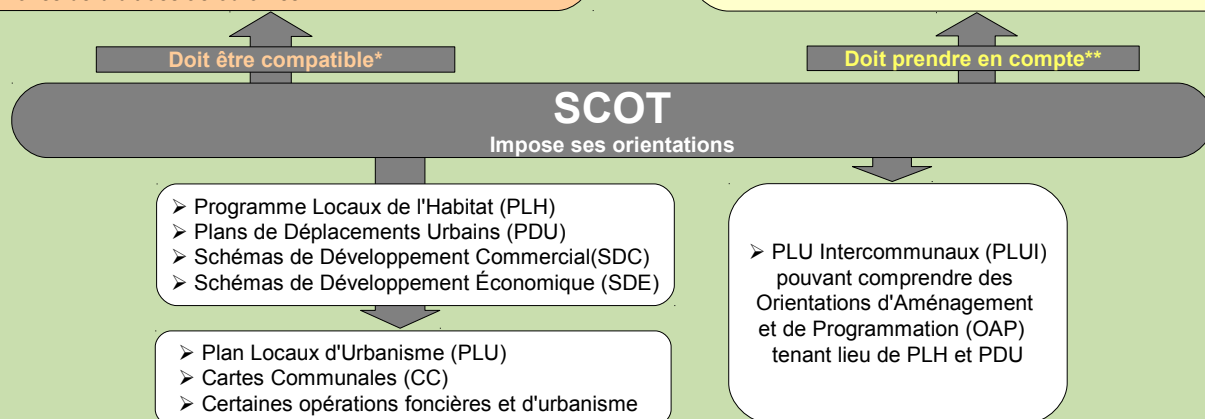 Doit être compatible*
Doit prendre en compte**
SCOT
Impose ses orientations
➢ Programme Locaux de l'Habitat (PLH)
➢ Plans de Déplacements Urbains (PDU)
➢ Schémas de Développement Commercial(SDC)
➢ Schémas de Développement Économique (SDE)
➢ PLU Intercommunaux (PLUI)
pouvant comprendre des
Orientations d'Aménagement
et de Programmation (OAP)
tenant lieu de PLH et PDU
➢ Plan Locaux d'Urbanisme (PLU)
➢ Cartes Communales (CC)
➢ Certaines opérations foncières et d'urbanisme